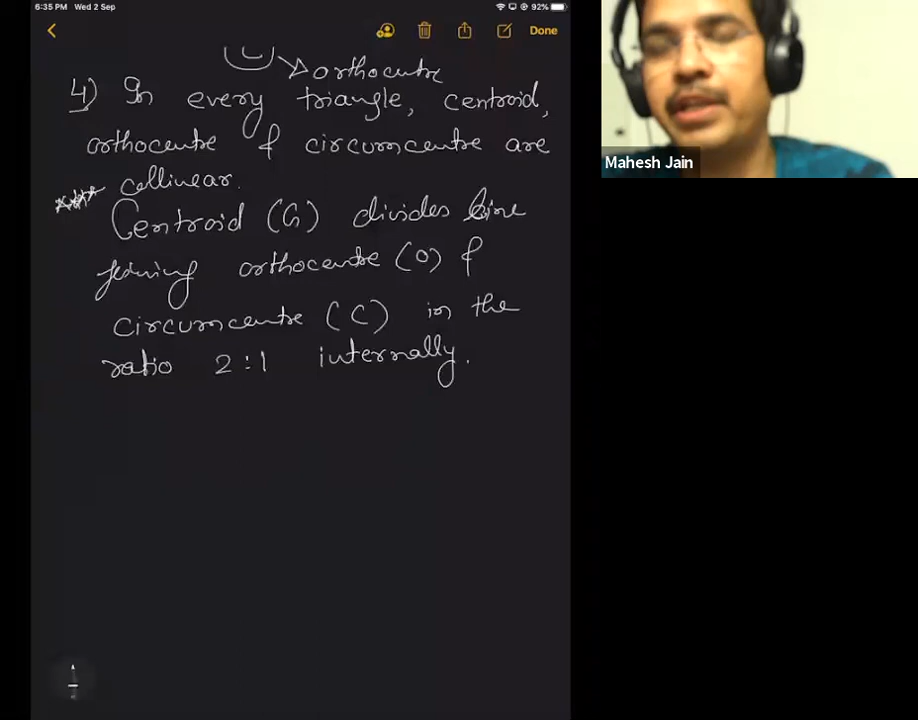 6:35 PM Wed 2 Sep
92%
Done
orthocentre
4) In every triangle, centroid,
orthocentre & circumcentre are
collinear.
Centroid (G) divides line
joining orthocentre (O) &
circumcentre (C) in the
ratio 2:1 internally.
Mahesh Jain